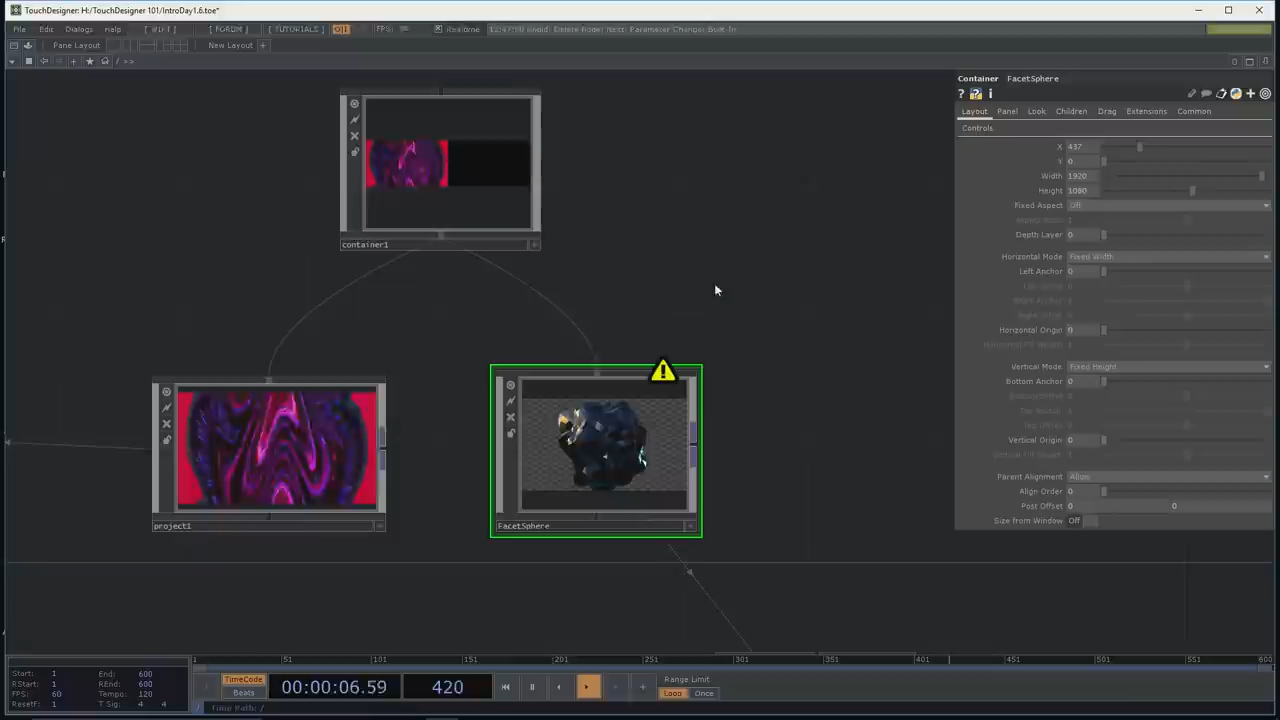 TouchDesigner: H:/TouchDesigner 101/IntroDay1.6.toe*
File Edit Dialogs Help [ WIKI ] [ FORUM ] [ TUTORIALS ] OII FPS: Realtime
Pane Layout New Layout +
/ >>
Container FacetSphere
Layout Panel Look Children Drag Extensions Common
Controls
X 437
Y 0
Width 1920
Height 1080
Fixed Aspect Off
Depth Layer 0
Horizontal Mode Fixed Width
Left Anchor 0
Horizontal Origin 0
Vertical Mode Fixed Height
Bottom Anchor 0
Vertical Origin 0
Parent Alignment Align
Align Order 0
Post Offset 0 0
Size from Window Off
container1
project1
FacetSphere
1 51 101 151 201 251 301 351 401 451 501 551 600
Start: 1 End: 600
RStart: 1 REnd: 600
FPS: 60 Tempo: 120
ResetF: 1 T Sig: 4 4
TimeCode
Beats
00:00:06.59
420
Range Limit
Loop Once
/ Time Path: /